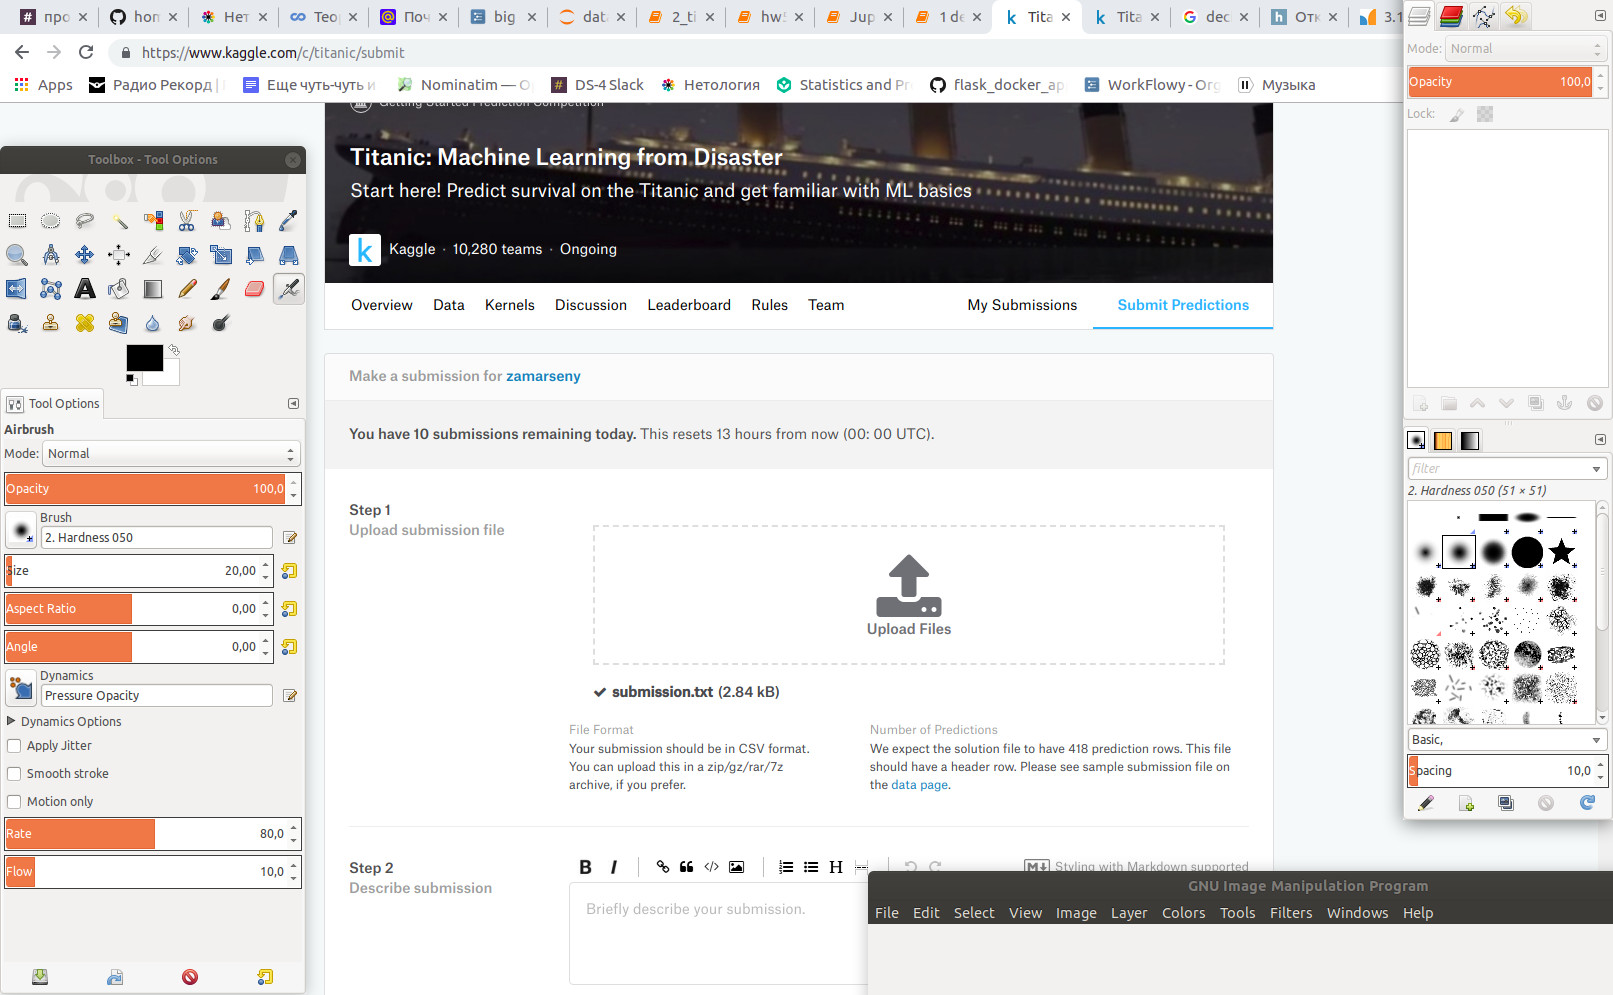 про
hon
Нет
Теор
Поч
big
data
2_ti
hw
Jup
1 de
Tita
Tita
dec
Отк
3.1
https://www.kaggle.com/c/titanic/submit
Apps
Радио Рекорд |
Еще чуть-чуть и
Nominatim — O
DS-4 Slack
Нетология
Statistics and Pr
flask_docker_ap
WorkFlowy - Org
Музыка
Getting Started Prediction Competition
Titanic: Machine Learning from Disaster
Start here! Predict survival on the Titanic and get familiar with ML basics
k
Kaggle · 10,280 teams · Ongoing
Overview
Data
Kernels
Discussion
Leaderboard
Rules
Team
My Submissions
Submit Predictions
Make a submission for zamarseny
You have 10 submissions remaining today. This resets 13 hours from now (00: 00 UTC).
Step 1
Upload submission file
Upload Files
submission.txt (2.84 kB)
File Format
Your submission should be in CSV format.
You can upload this in a zip/gz/rar/7z
archive, if you prefer.
Number of Predictions
We expect the solution file to have 418 prediction rows. This file
should have a header row. Please see sample submission file on
the data page.
Step 2
Describe submission
B I H
M Styling with Markdown supported
Briefly describe your submission.
Toolbox - Tool Options
Tool Options
Airbrush
Mode: Normal
Opacity 100,0
Brush
2. Hardness 050
Size 20,00
Aspect Ratio 0,00
Angle 0,00
Dynamics
Pressure Opacity
Dynamics Options
Apply Jitter
Smooth stroke
Motion only
Rate 80,0
Flow 10,0
Mode: Normal
Opacity 100,0
Lock:
filter
2. Hardness 050 (51 × 51)
Basic,
Spacing 10,0
GNU Image Manipulation Program
File Edit Select View Image Layer Colors Tools Filters Windows Help